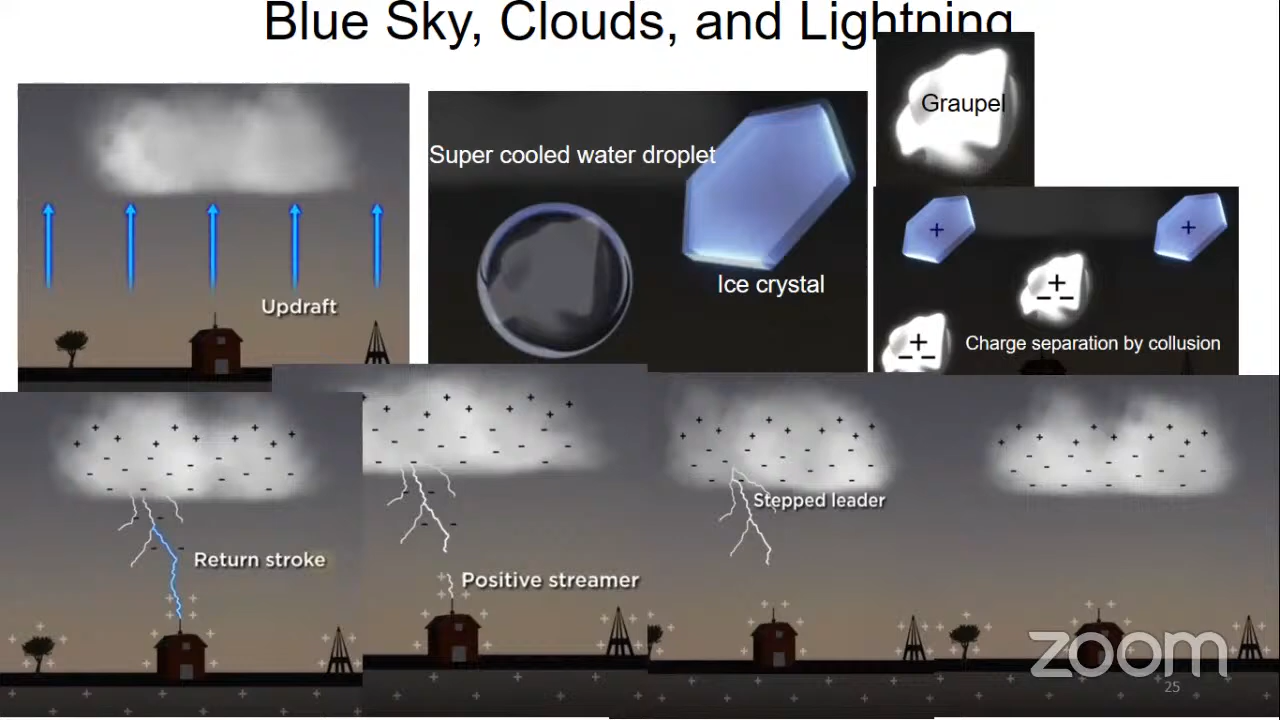 Blue Sky, Clouds, and Lightning
Graupel
Super cooled water droplet
Ice crystal
Updraft
Charge separation by collusion
Return stroke
Positive streamer
Stepped leader
zoom
25